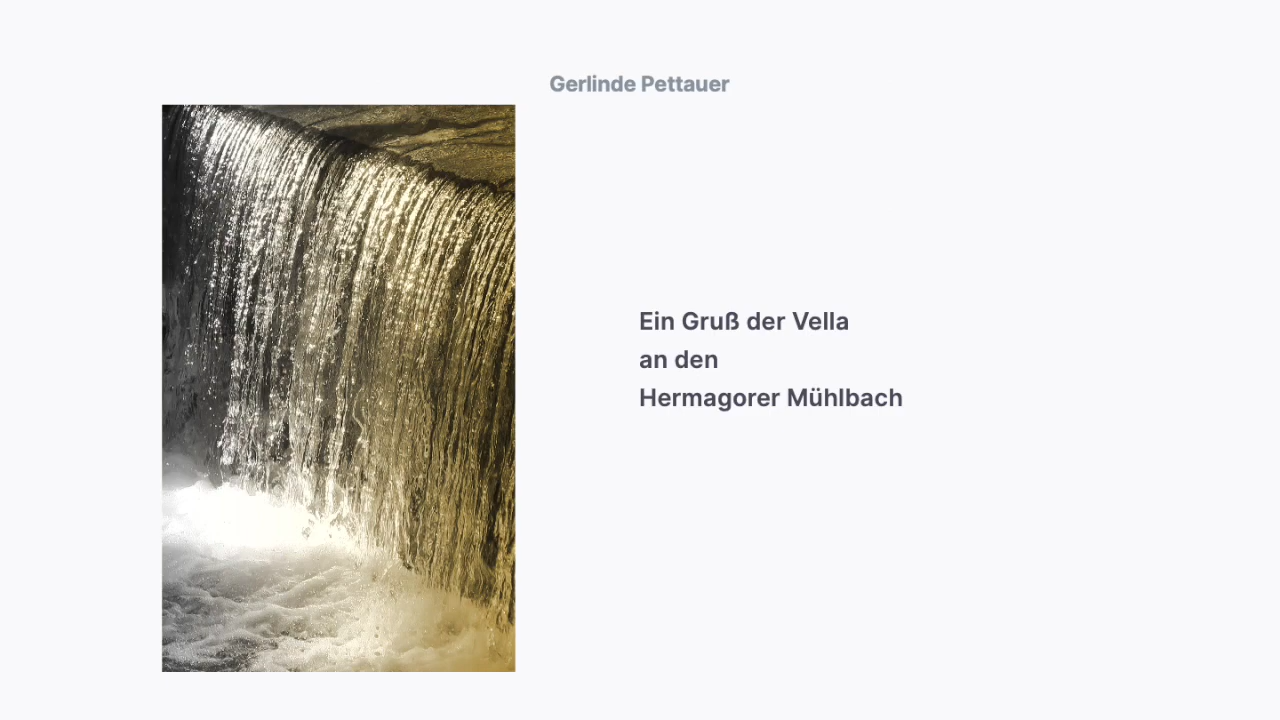 Gerlinde Pettauer
Ein Gruß der Vella
an den
Hermagorer Mühlbach